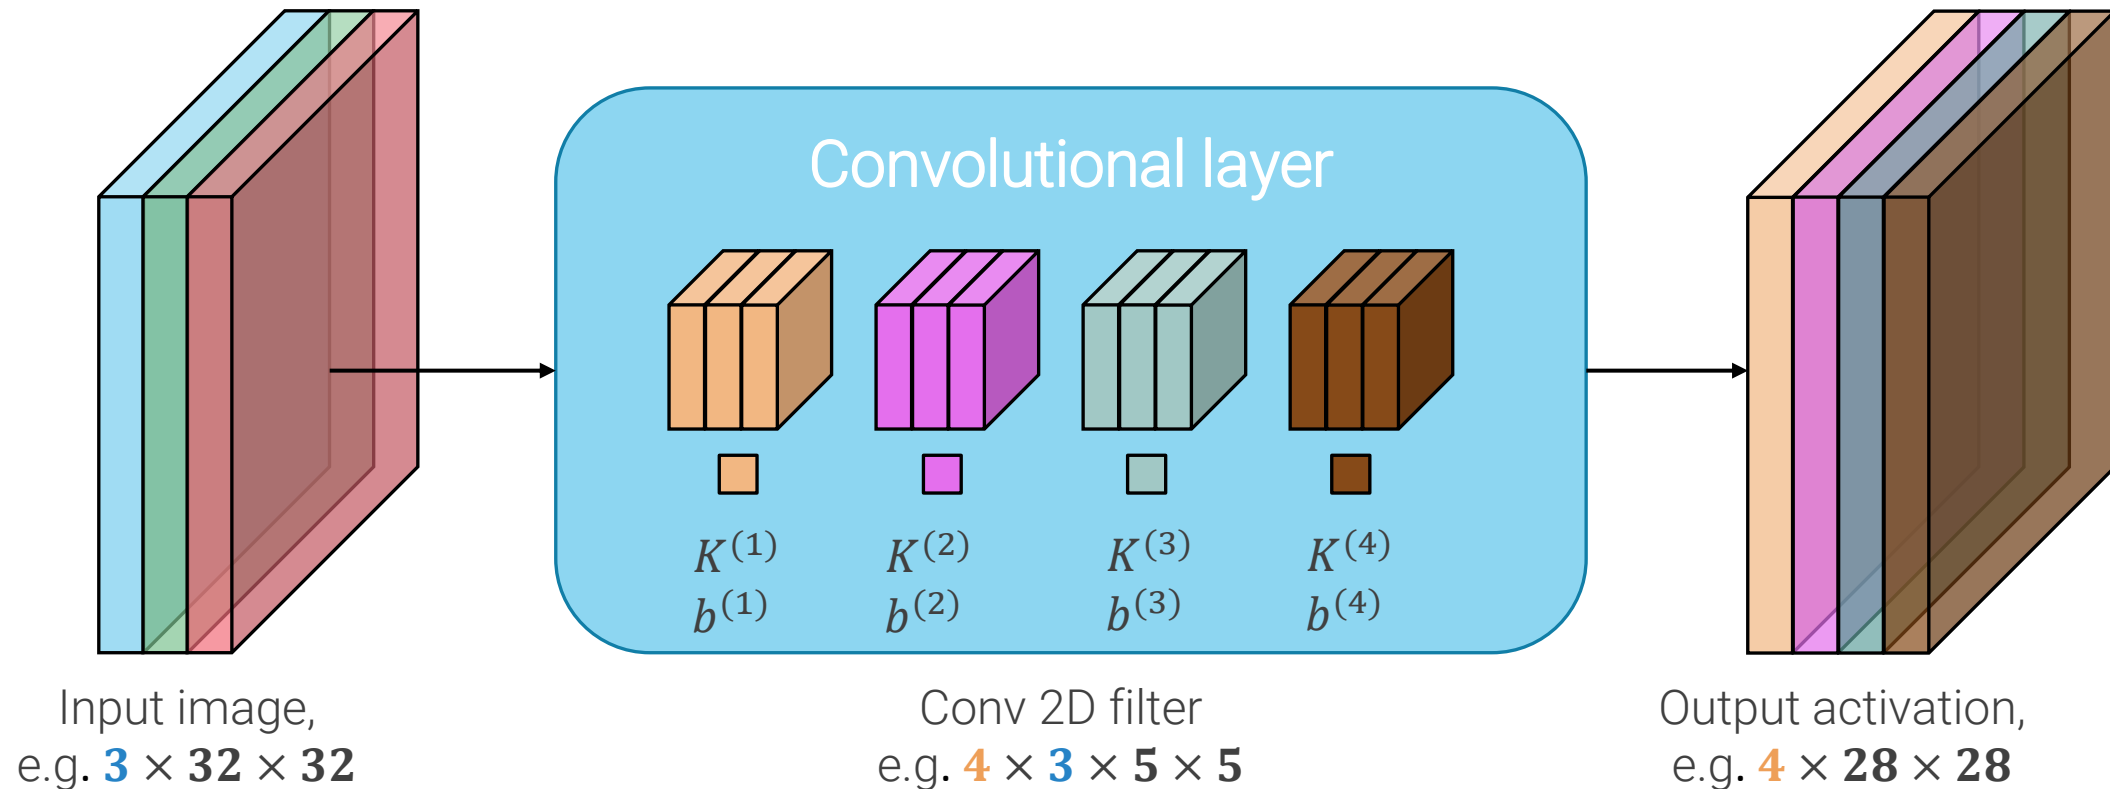 Convolutional layer
K⁽¹⁾ K⁽²⁾ K⁽³⁾ K⁽⁴⁾
b⁽¹⁾ b⁽²⁾ b⁽³⁾ b⁽⁴⁾
Input image,
e.g. 3 × 32 × 32
Conv 2D filter
e.g. 4 × 3 × 5 × 5
Output activation,
e.g. 4 × 28 × 28